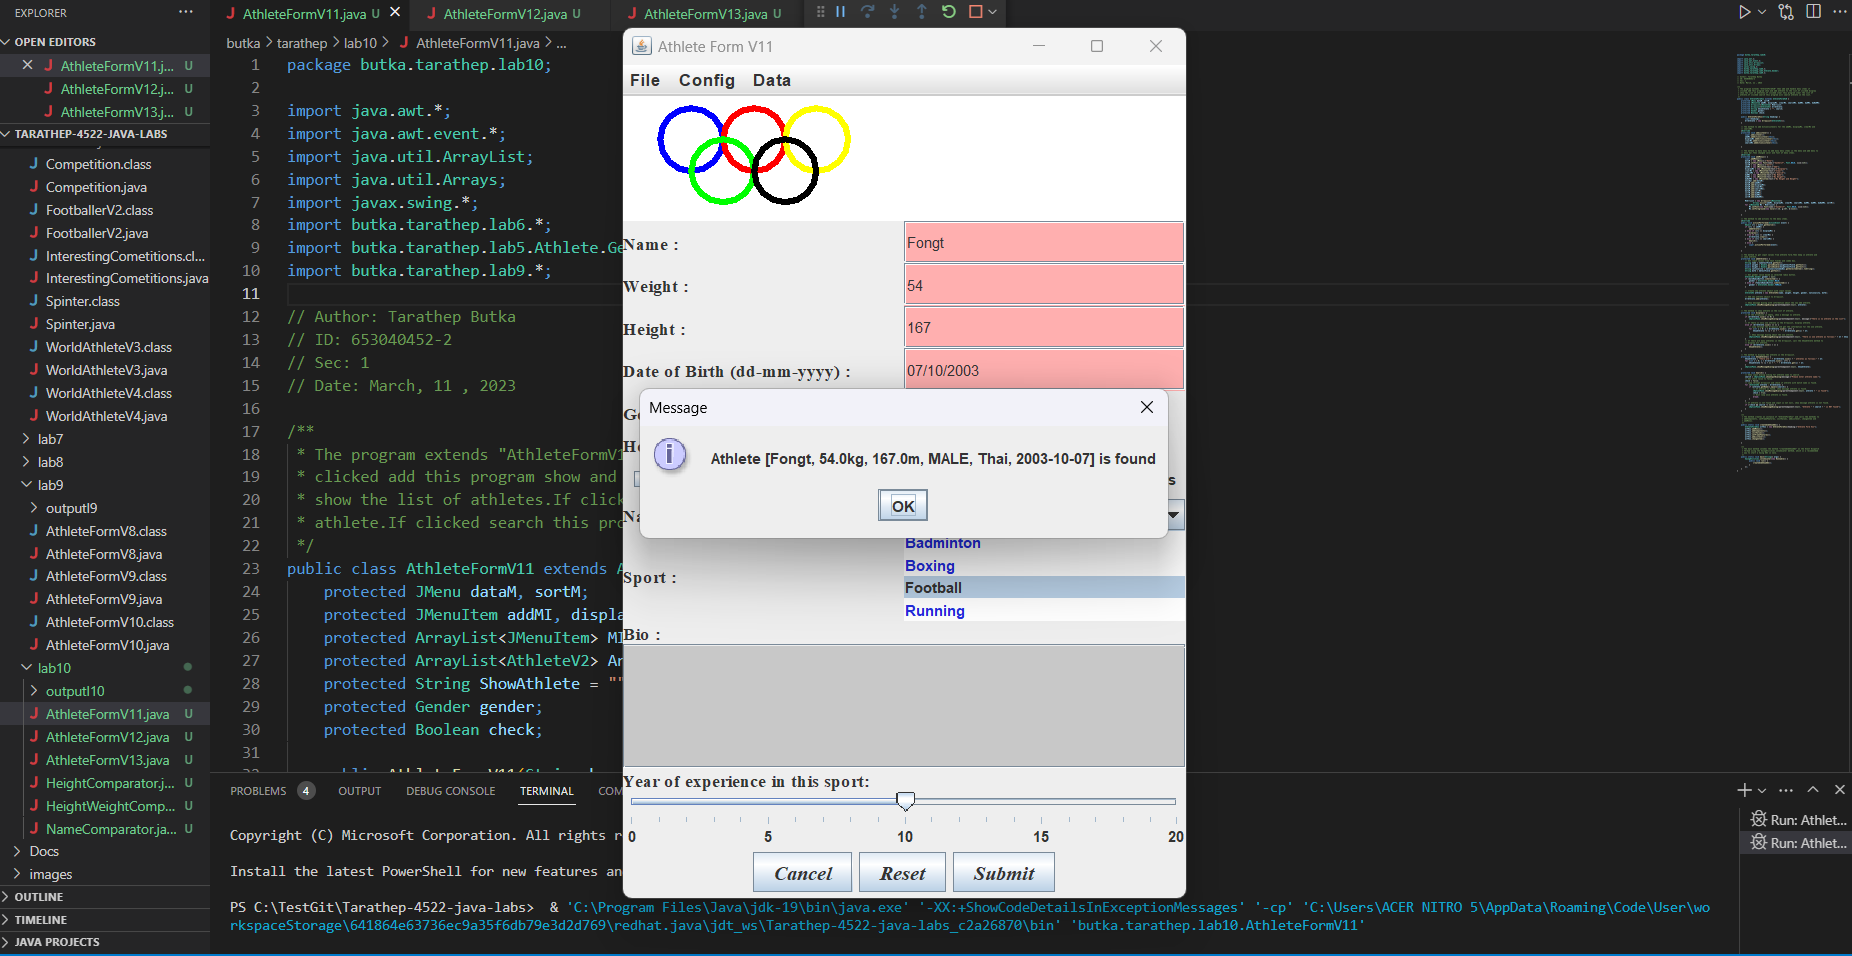 EXPLORER
OPEN EDITORS
AthleteFormV11.j... U
AthleteFormV12.j... U
AthleteFormV13.j... U
TARATHEP-4522-JAVA-LABS
Competition.class
Competition.java
FootballerV2.class
FootballerV2.java
InterestingCometitions.cl...
InterestingCometitions.java
Spinter.class
Spinter.java
WorldAthleteV3.class
WorldAthleteV3.java
WorldAthleteV4.class
WorldAthleteV4.java
lab7
lab8
lab9
outputl9
AthleteFormV8.class
AthleteFormV8.java
AthleteFormV9.class
AthleteFormV9.java
AthleteFormV10.class
AthleteFormV10.java
lab10
outputl10
AthleteFormV11.java U
AthleteFormV12.java U
AthleteFormV13.java U
HeightComparator.j... U
HeightWeightComp... U
NameComparator.ja... U
Docs
images
OUTLINE
TIMELINE
JAVA PROJECTS
AthleteFormV11.java U
AthleteFormV12.java U
AthleteFormV13.java U
butka > tarathep > lab10 > AthleteFormV11.java > ...
1 package butka.tarathep.lab10;
2
3 import java.awt.*;
4 import java.awt.event.*;
5 import java.util.ArrayList;
6 import java.util.Arrays;
7 import javax.swing.*;
8 import butka.tarathep.lab6.*;
9 import butka.tarathep.lab5.Athlete.Ge
10 import butka.tarathep.lab9.*;
11
12 // Author: Tarathep Butka
13 // ID: 653040452-2
14 // Sec: 1
15 // Date: March, 11 , 2023
16
17 /**
18 * The program extends "AthleteFormV1
19 * clicked add this program show and
20 * show the list of athletes.If click
21 * athlete.If clicked search this pro
22 */
23 public class AthleteFormV11 extends A
24 protected JMenu dataM, sortM;
25 protected JMenuItem addMI, displa
26 protected ArrayList<JMenuItem> MI
27 protected ArrayList<AthleteV2> Ar
28 protected String ShowAthlete = ""
29 protected Gender gender;
30 protected Boolean check;
31
Athlete Form V11
File Config Data
Name :
Fongt
Weight :
54
Height :
167
Date of Birth (dd-mm-yyyy) :
07/10/2003
Message
Athlete [Fongt, 54.0kg, 167.0m, MALE, Thai, 2003-10-07] is found
OK
Badminton
Boxing
Sport :
Football
Running
Bio :
Year of experience in this sport:
0 5 10 15 20
Cancel Reset Submit
PROBLEMS 4 OUTPUT DEBUG CONSOLE TERMINAL COM
Run: Athlet...
Run: Athlet...
Copyright (C) Microsoft Corporation. All rights r
Install the latest PowerShell for new features an
PS C:\TestGit\Tarathep-4522-java-labs> & 'C:\Program Files\Java\jdk-19\bin\java.exe' '-XX:+ShowCodeDetailsInExceptionMessages' '-cp' 'C:\Users\ACER NITRO 5\AppData\Roaming\Code\User\wo
rkspaceStorage\641864e63736ec9a35f6db79e3d2d769\redhat.java\jdt_ws\Tarathep-4522-java-labs_c2a26870\bin' 'butka.tarathep.lab10.AthleteFormV11'